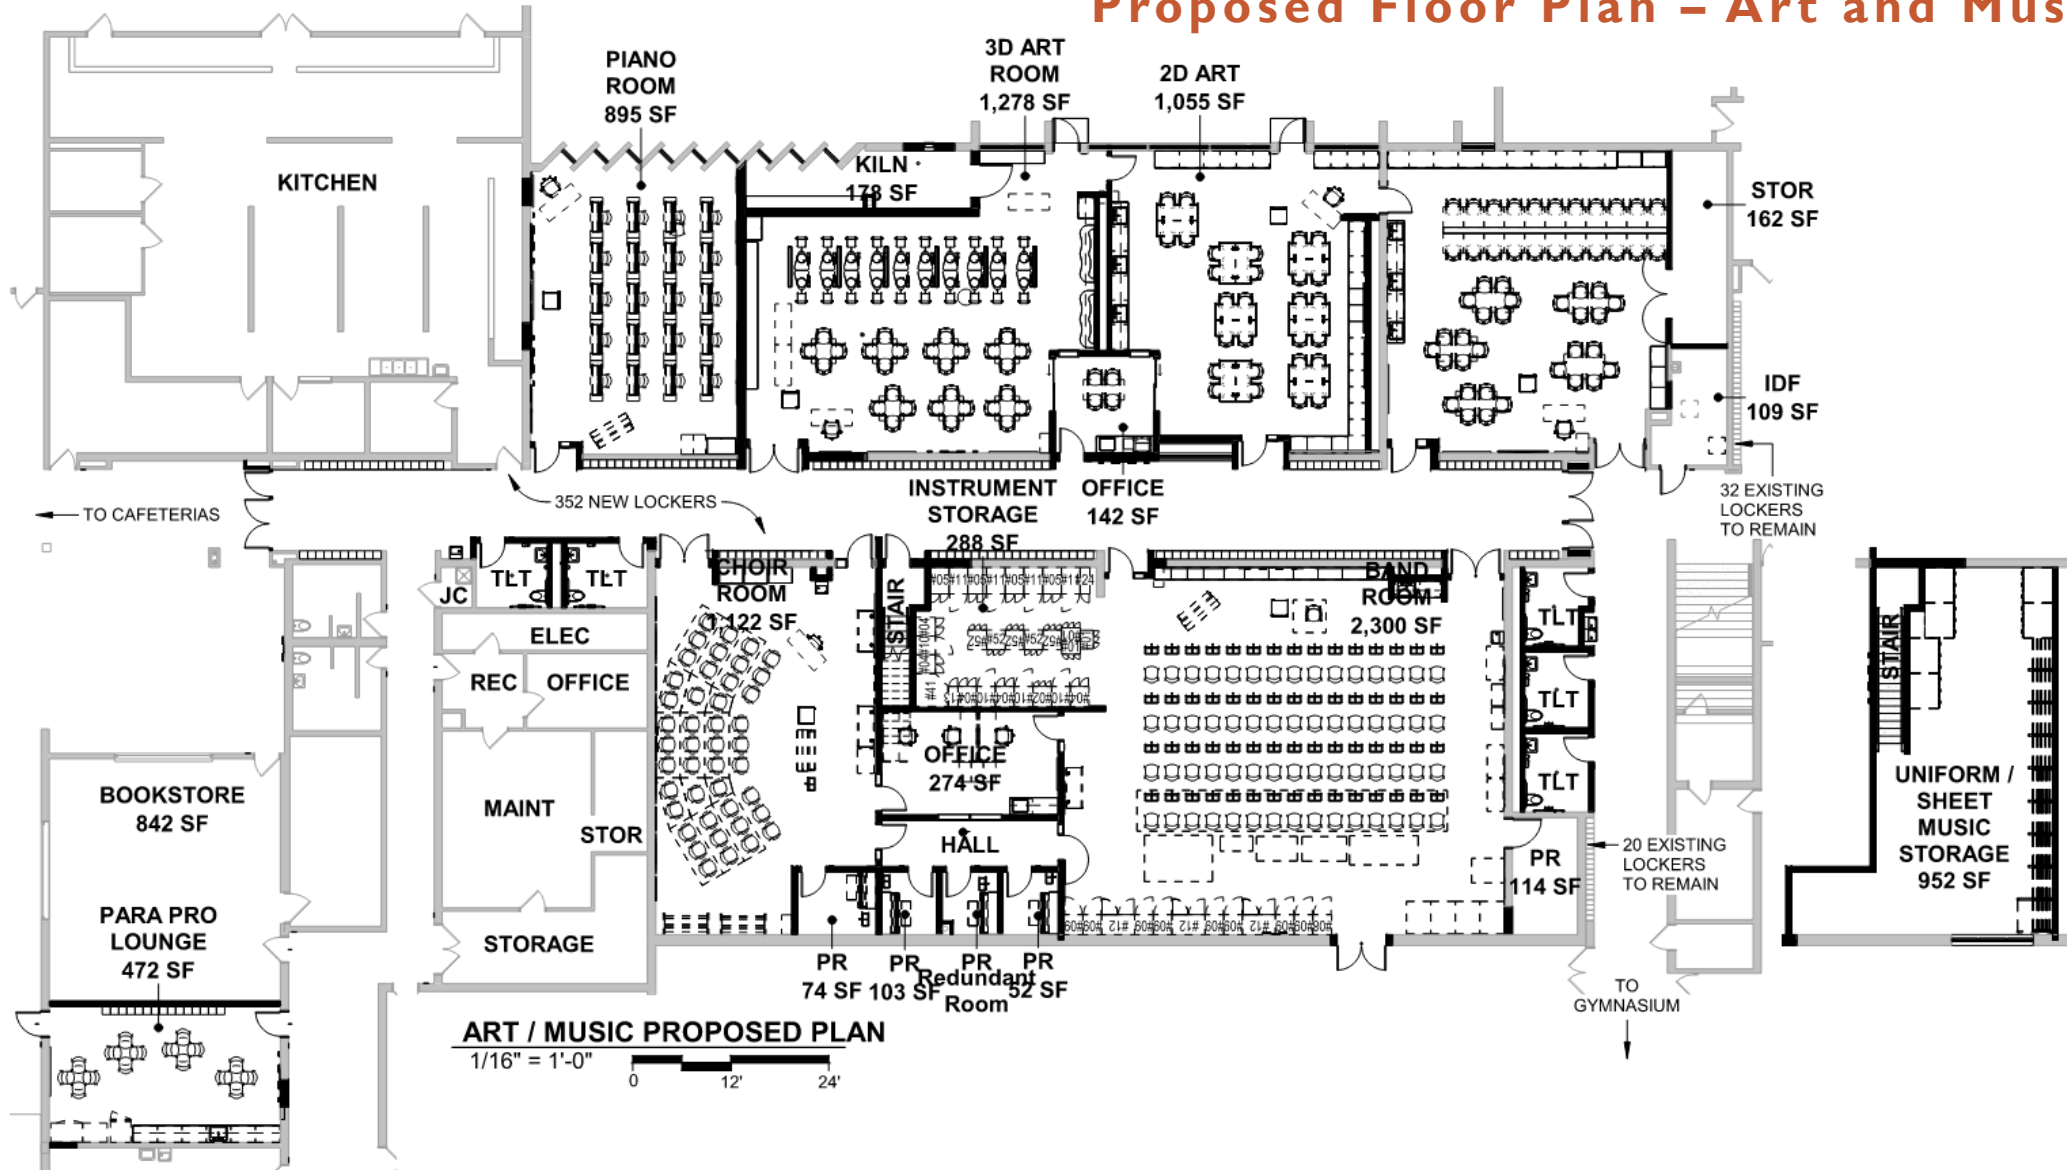 Proposed Floor Plan – Art and Mus
PIANO
ROOM
895 SF
3D ART
ROOM
1,278 SF
2D ART
1,055 SF
KITCHEN
KILN
178 SF
STOR
162 SF
IDF
109 SF
352 NEW LOCKERS
TO CAFETERIAS
INSTRUMENT
STORAGE
288 SF
OFFICE
142 SF
32 EXISTING
LOCKERS
TO REMAIN
TLT
TLT
JC
ELEC
REC
OFFICE
CHOIR
ROOM
1,122 SF
STAIR
BAND
ROOM
2,300 SF
TLT
TLT
TLT
STAIR
OFFICE
274 SF
HALL
MAINT
STOR
STORAGE
BOOKSTORE
842 SF
PARA PRO
LOUNGE
472 SF
PR
114 SF
20 EXISTING
LOCKERS
TO REMAIN
UNIFORM /
SHEET
MUSIC
STORAGE
952 SF
PR
74 SF
PR
103 SF
PR
Redundant
Room
PR
52 SF
TO
GYMNASIUM
ART / MUSIC PROPOSED PLAN
1/16" = 1'-0"
0 12' 24'